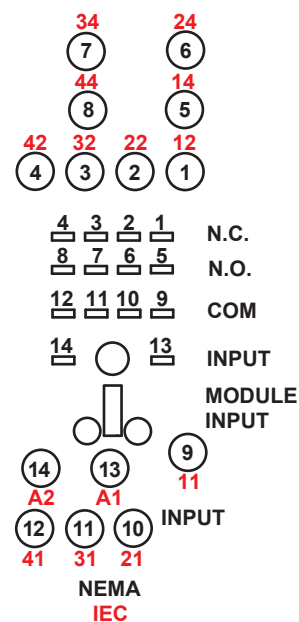 34 24
7 6
44 14
8 5
42 32 22 12
4 3 2 1
4 3 2 1 N.C.
8 7 6 5 N.O.
12 11 10 9 COM
14 13 INPUT
MODULE
INPUT
9
14 13
11
A2 A1
12 11 10 INPUT
41 31 21
NEMA
IEC